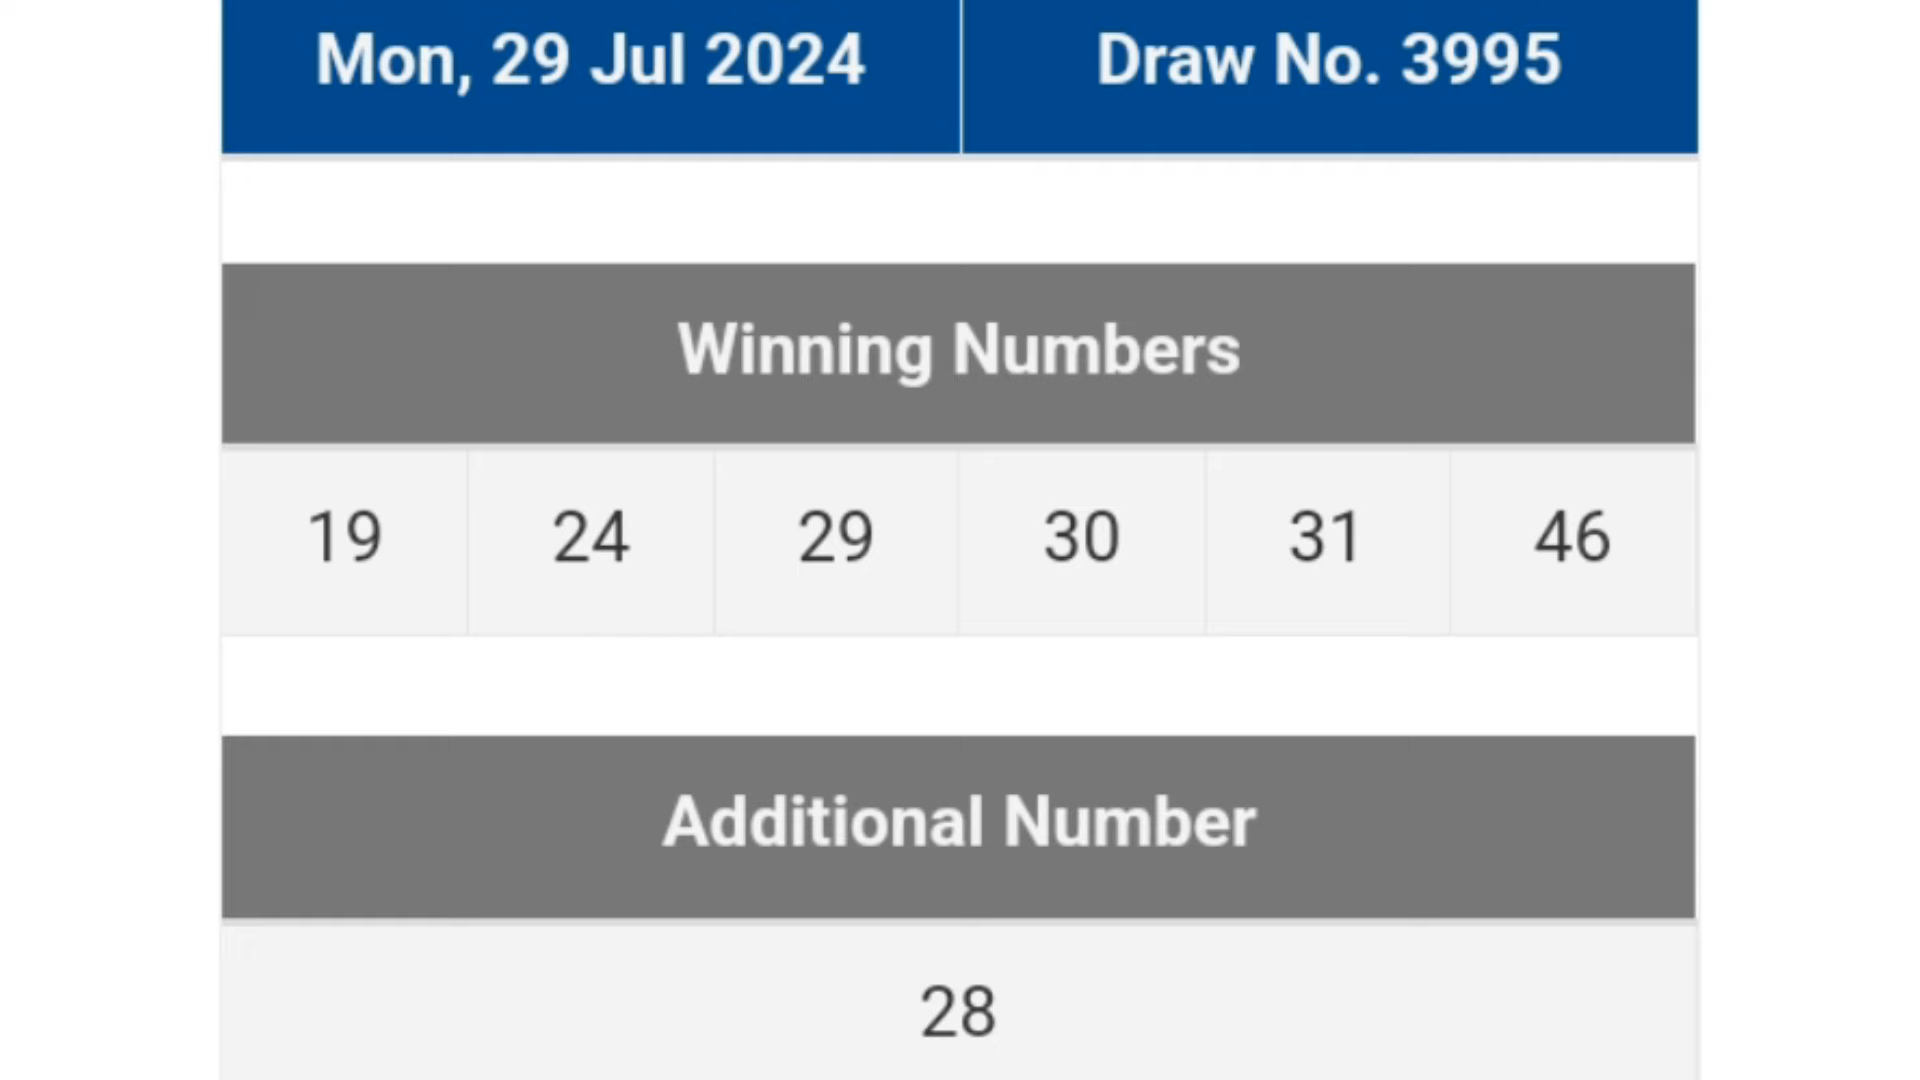 Mon, 29 Jul 2024 Draw No. 3995
Winning Numbers
19 24 29 30 31 46
Additional Number
28